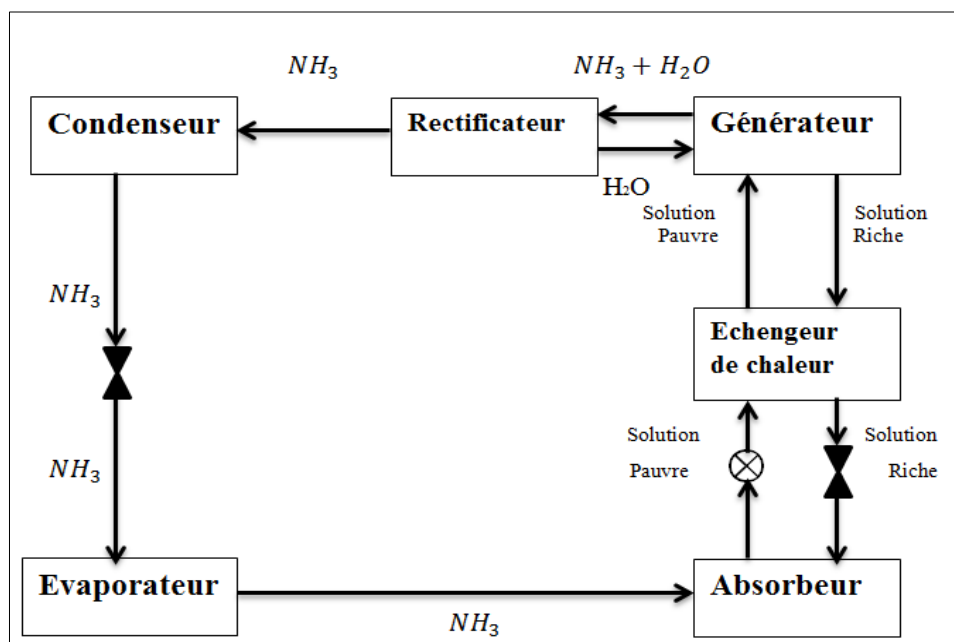 NH₃
NH₃ + H₂O
Condenseur
Rectificateur
Générateur
H₂O
Solution
Pauvre
Solution
Riche
NH₃
Echengeur
de chaleur
Solution
Pauvre
Solution
Riche
NH₃
Evaporateur
Absorbeur
NH₃